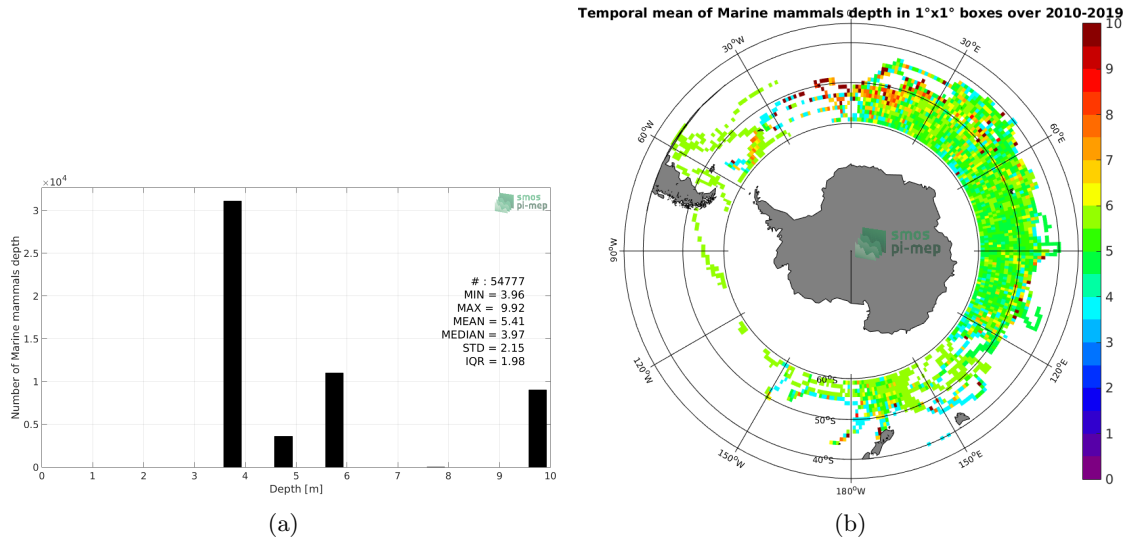 ×10⁴
3
2.5
2
1.5
1
0.5
0
0
1
2
3
4
5
6
7
8
9
10
Number of Marine mammals depth
Depth [m]
smos
pi-mep
# : 54777
MIN = 3.96
MAX = 9.92
MEAN = 5.41
MEDIAN = 3.97
STD = 2.15
IQR = 1.98
(a)
Temporal mean of Marine mammals depth in 1°x1° boxes over 2010-2019
0°
30°E
60°E
120°E
150°E
180°W
150°W
120°W
90°W
60°W
30°W
60°S
50°S
40°S
smos
pi-mep
10
9
8
7
6
5
4
3
2
1
0
(b)